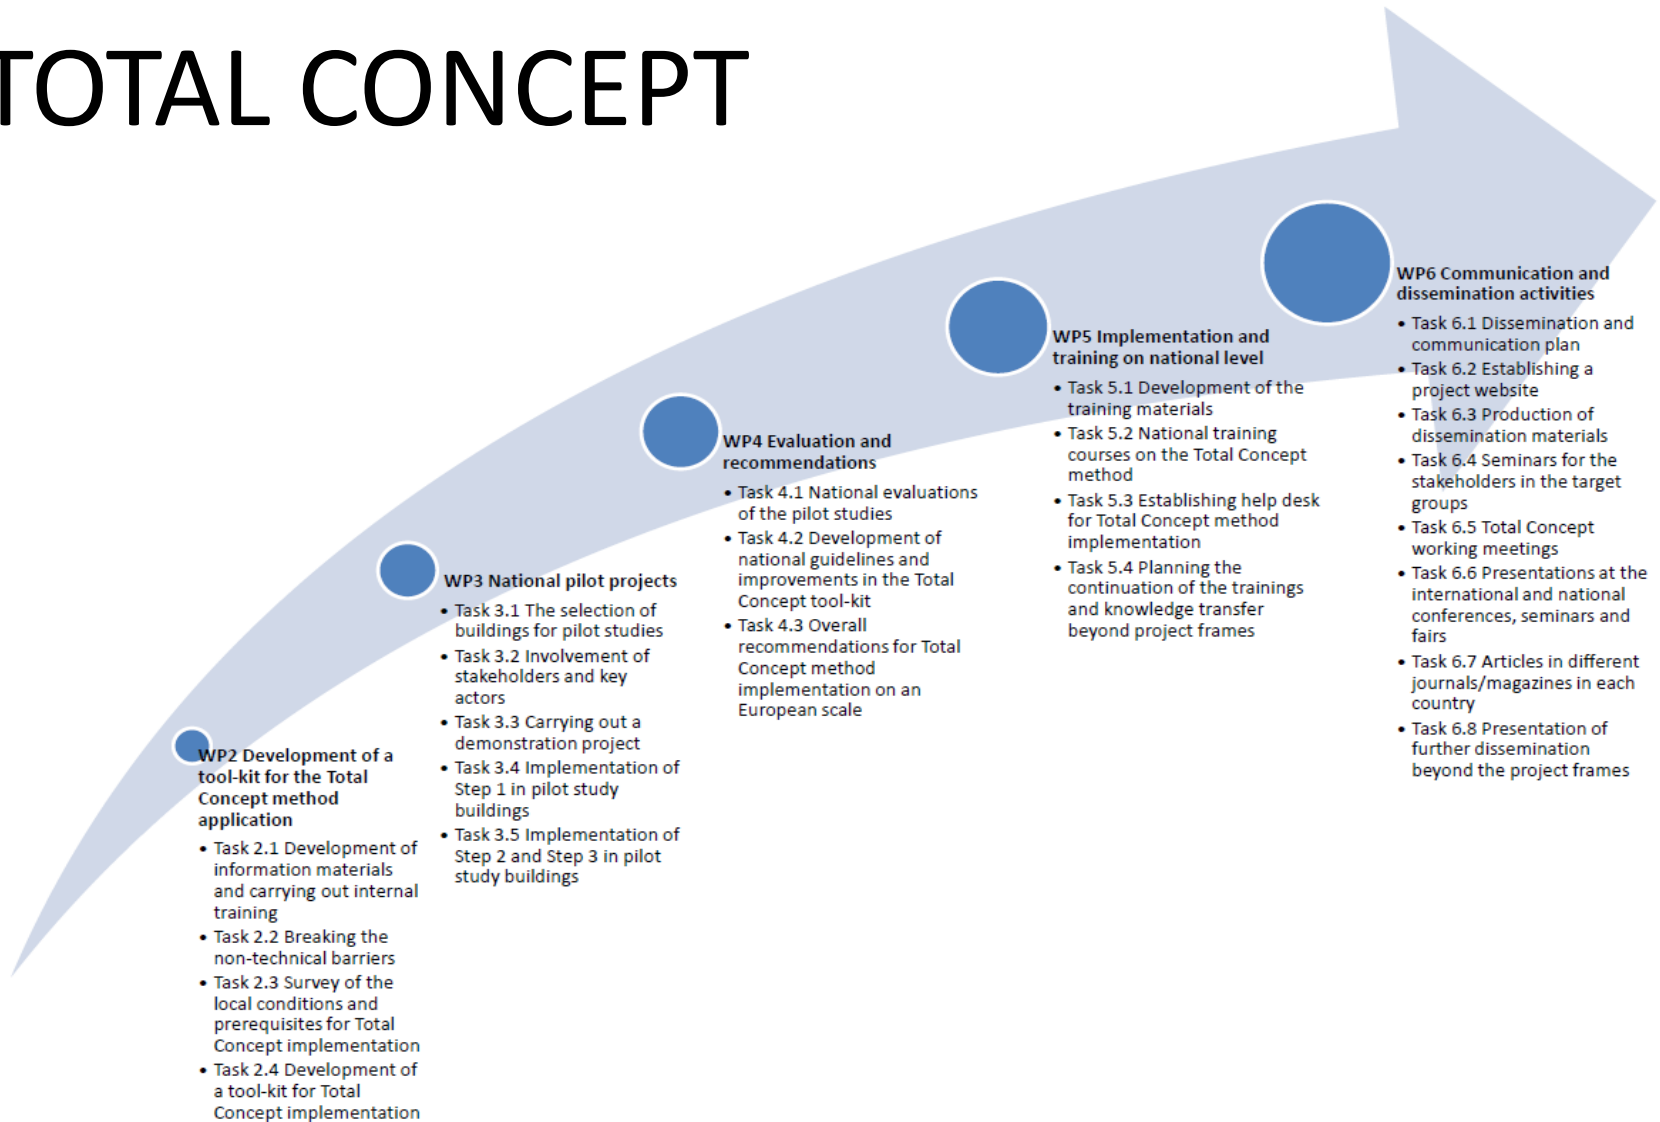 TOTAL CONCEPT
WP2 Development of a
tool-kit for the Total
Concept method
application
• Task 2.1 Development of
information materials
and carrying out internal
training
• Task 2.2 Breaking the
non-technical barriers
• Task 2.3 Survey of the
local conditions and
prerequisites for Total
Concept implementation
• Task 2.4 Development of
a tool-kit for Total
Concept implementation
WP3 National pilot projects
• Task 3.1 The selection of
buildings for pilot studies
• Task 3.2 Involvement of
stakeholders and key
actors
• Task 3.3 Carrying out a
demonstration project
• Task 3.4 Implementation of
Step 1 in pilot study
buildings
• Task 3.5 Implementation of
Step 2 and Step 3 in pilot
study buildings
WP4 Evaluation and
recommendations
• Task 4.1 National evaluations
of the pilot studies
• Task 4.2 Development of
national guidelines and
improvements in the Total
Concept tool-kit
• Task 4.3 Overall
recommendations for Total
Concept method
implementation on an
European scale
WP5 Implementation and
training on national level
• Task 5.1 Development of the
training materials
• Task 5.2 National training
courses on the Total Concept
method
• Task 5.3 Establishing help desk
for Total Concept method
implementation
• Task 5.4 Planning the
continuation of the trainings
and knowledge transfer
beyond project frames
WP6 Communication and
dissemination activities
• Task 6.1 Dissemination and
communication plan
• Task 6.2 Establishing a
project website
• Task 6.3 Production of
dissemination materials
• Task 6.4 Seminars for the
stakeholders in the target
groups
• Task 6.5 Total Concept
working meetings
• Task 6.6 Presentations at the
international and national
conferences, seminars and
fairs
• Task 6.7 Articles in different
journals/magazines in each
country
• Task 6.8 Presentation of
further dissemination
beyond the project frames